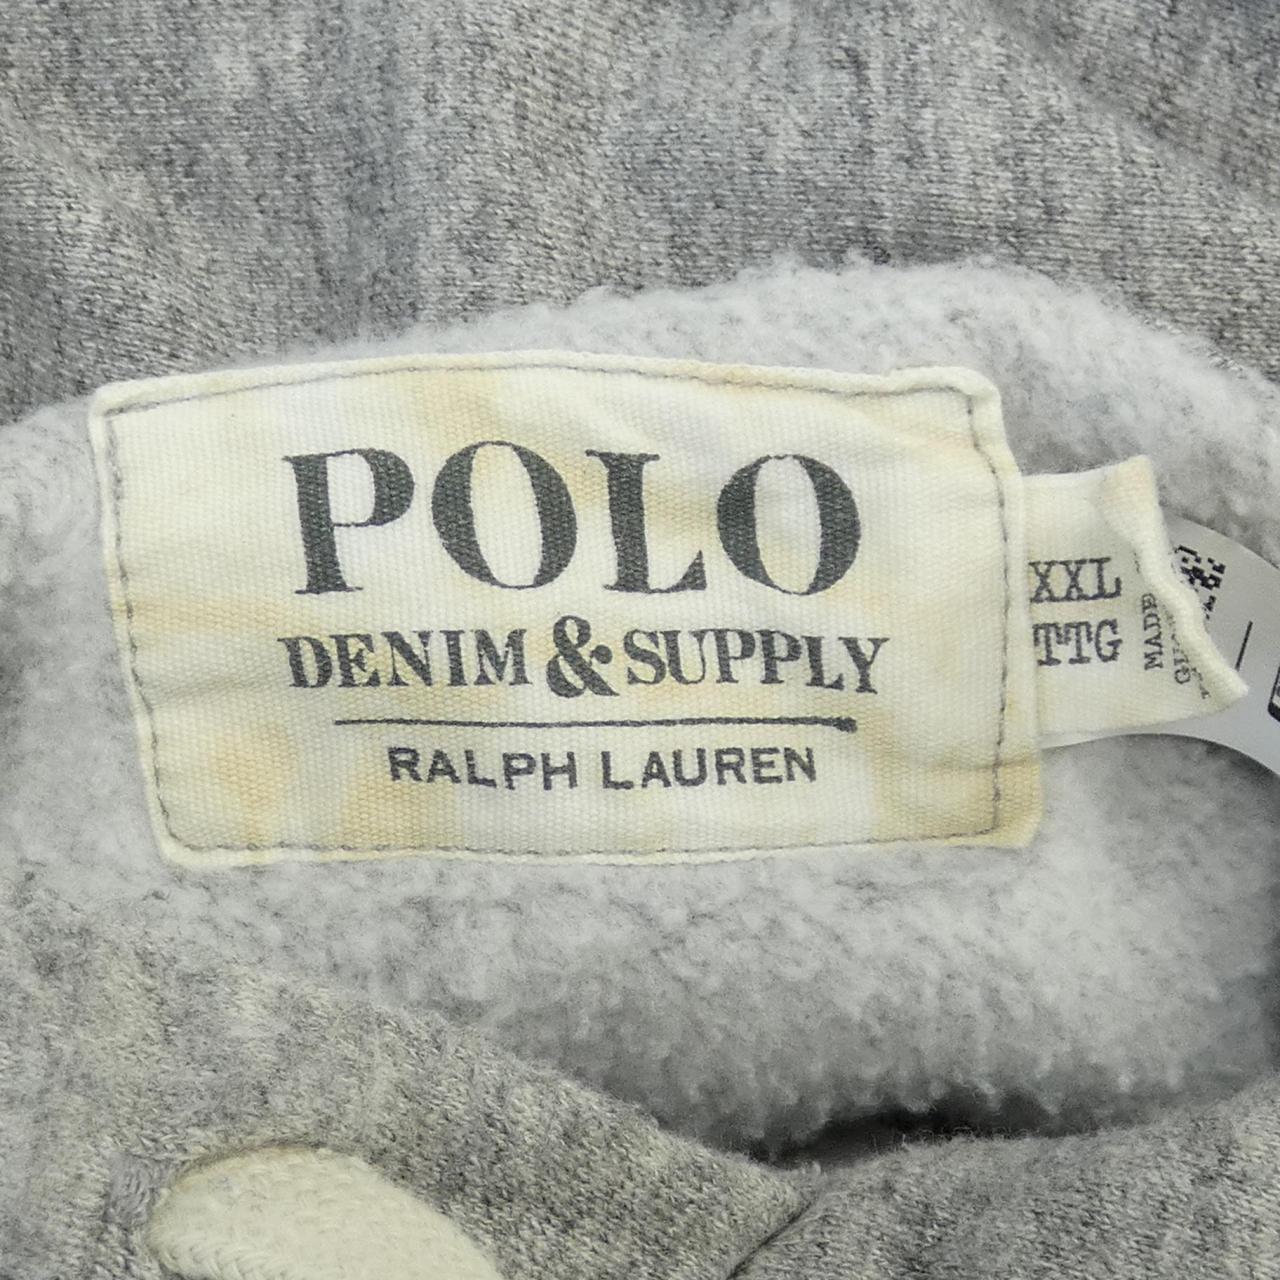 POLO
DENIM & SUPPLY
RALPH LAUREN
XXL
TTG
MADE